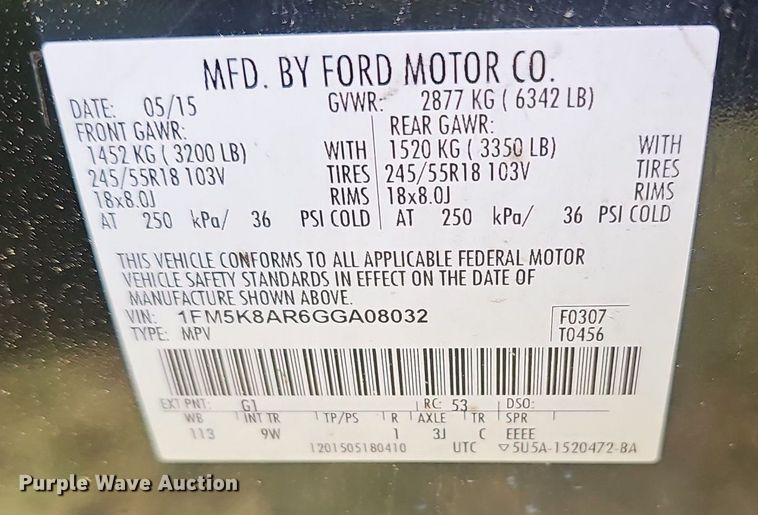 MFD. BY FORD MOTOR CO.
DATE: 05/15 GVWR: 2877 KG ( 6342 LB)
FRONT GAWR: REAR GAWR:
1452 KG ( 3200 LB) WITH 1520 KG ( 3350 LB) WITH
245/55R18 103V TIRES 245/55R18 103V TIRES
18x8.0J RIMS 18x8.0J RIMS
AT 250 kPa/ 36 PSI COLD AT 250 kPa/ 36 PSI COLD
THIS VEHICLE CONFORMS TO ALL APPLICABLE FEDERAL MOTOR
VEHICLE SAFETY STANDARDS IN EFFECT ON THE DATE OF
MANUFACTURE SHOWN ABOVE.
VIN: 1FM5K8AR6GGA08032 F0307
TYPE: MPV T0456
EXT PNT: G1 RC: 53 DSO:
WB INT TR TP/PS R AXLE TR SPR
113 9W 1 3J C EEEE
1201505180410 UTC ▽5U5A-1520472-BA
Purple Wave Auction